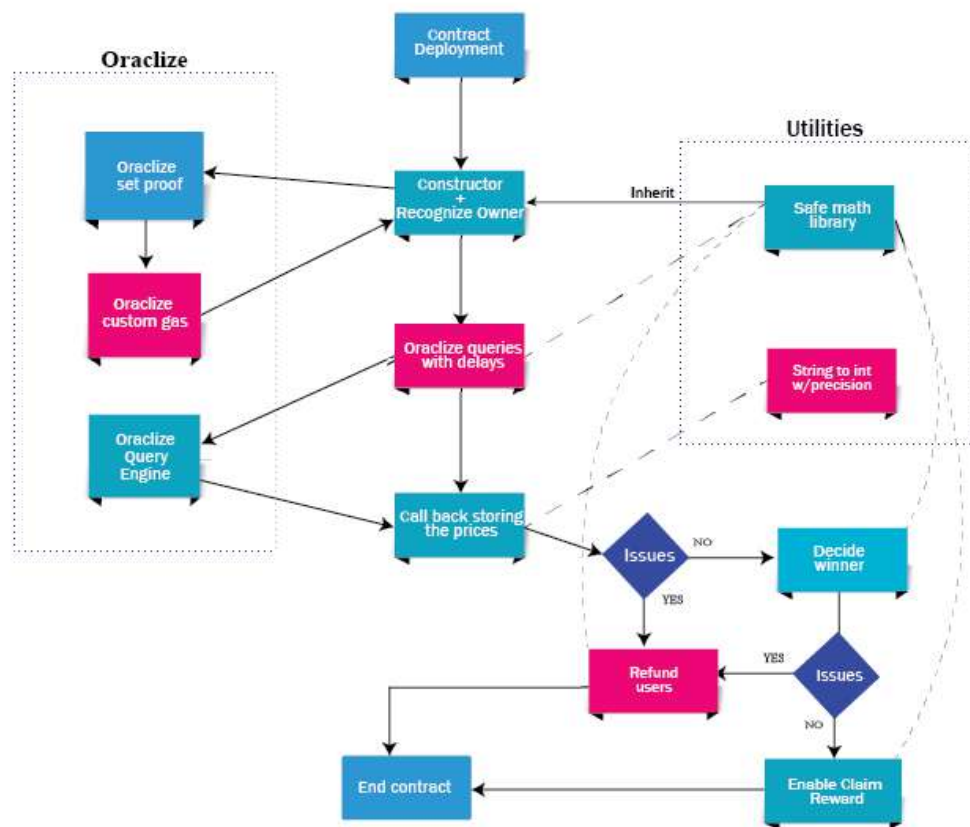 Contract
Deployment
Oraclize
Utilities
Oraclize
set proof
Constructor
+
Recognize Owner
Inherit
Safe math
library
Oraclize
custom gas
Oraclize queries
with delays
String to int
w/precision
Oraclize
Query
Engine
Call back storing
the prices
Issues
NO
Decide
winner
YES
Refund
users
YES
Issues
NO
End contract
Enable Claim
Reward